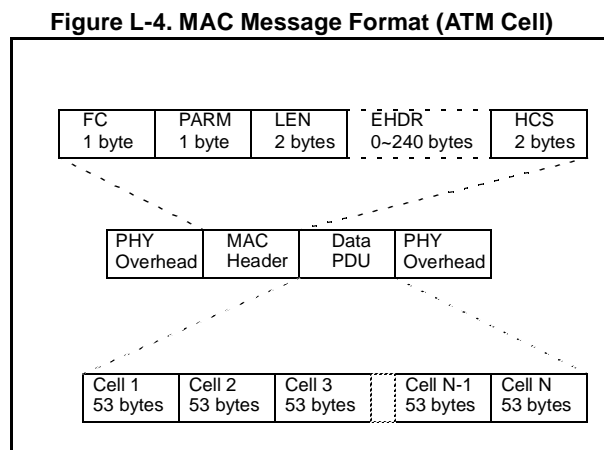 Figure L-4. MAC Message Format (ATM Cell)
FC PARM LEN EHDR HCS
1 byte 1 byte 2 bytes 0~240 bytes 2 bytes
PHY MAC Data PHY
Overhead Header PDU Overhead
Cell 1 Cell 2 Cell 3 Cell N-1 Cell N
53 bytes 53 bytes 53 bytes 53 bytes 53 bytes